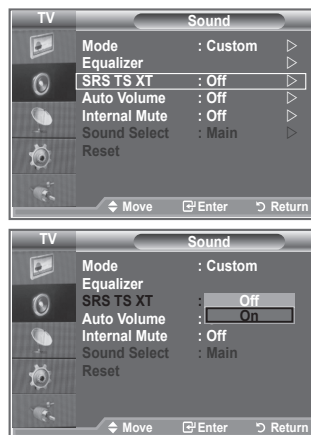 TV Sound
Mode : Custom
Equalizer
SRS TS XT : Off
Auto Volume : Off
Internal Mute : Off
Sound Select : Main
Reset
Move Enter Return
TV Sound
Mode : Custom
Equalizer
SRS TS XT : Off
Auto Volume : On
Internal Mute : Off
Sound Select : Main
Reset
Move Enter Return